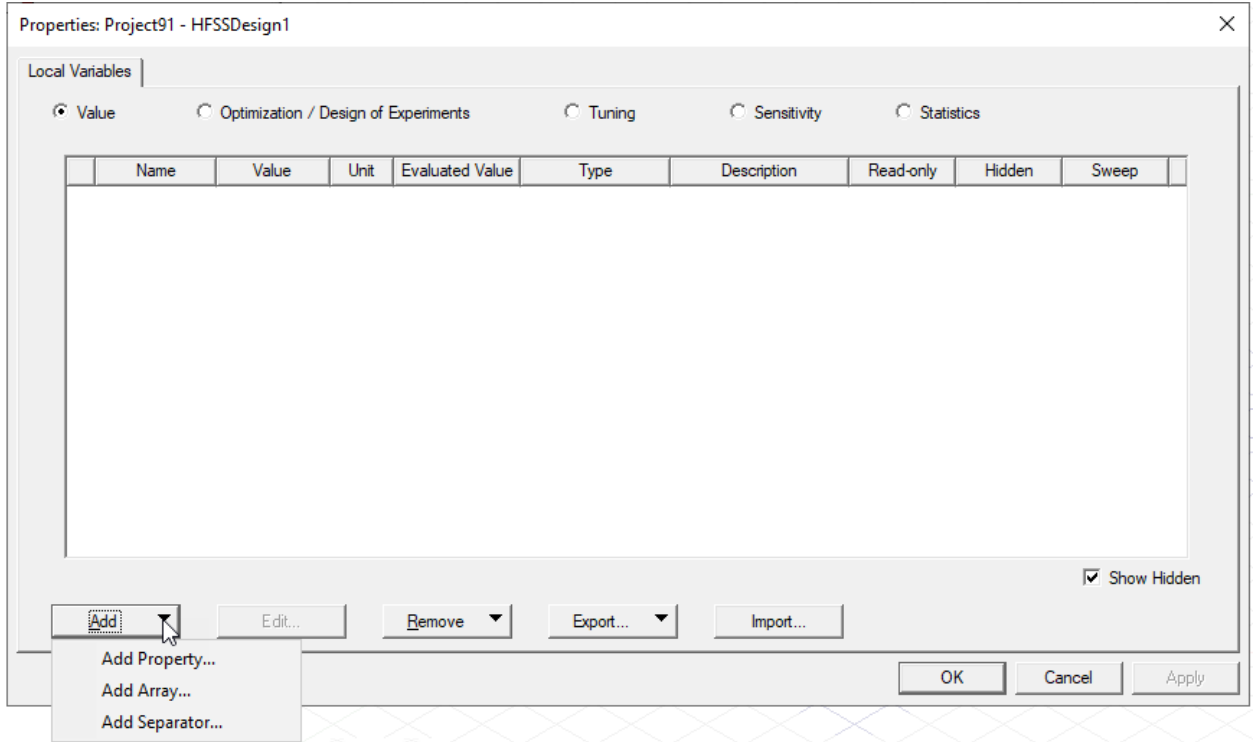 Properties: Project91 - HFSSDesign1
Local Variables
Value Optimization / Design of Experiments Tuning Sensitivity Statistics
Name Value Unit Evaluated Value Type Description Read-only Hidden Sweep
Show Hidden
Add Edit... Remove Export... Import...
Add Property...
OK Cancel Apply
Add Array...
Add Separator...